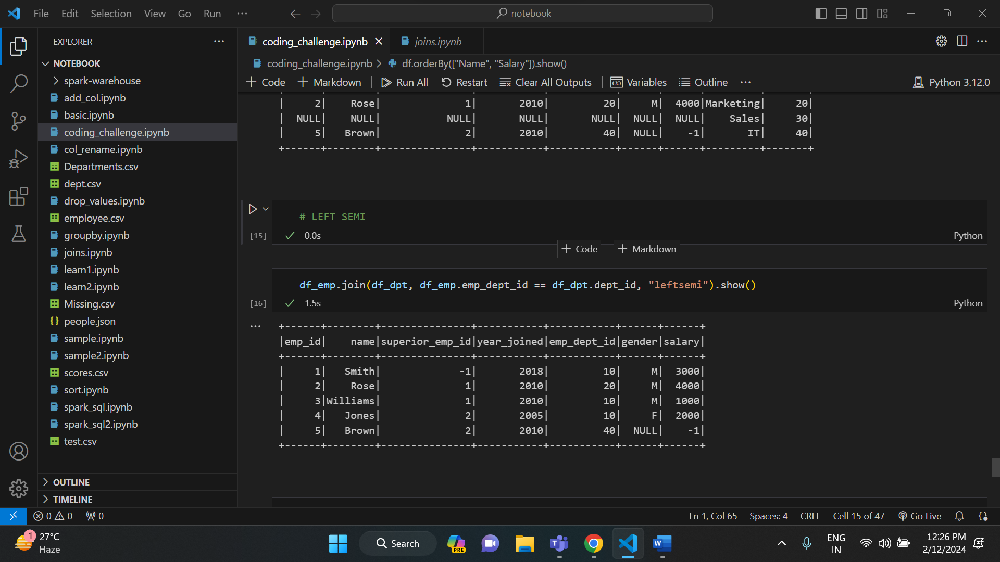 File Edit Selection View Go Run ··· notebook
EXPLORER ···
NOTEBOOK
spark-warehouse
add_col.ipynb
basic.ipynb
coding_challenge.ipynb
col_rename.ipynb
Departments.csv
dept.csv
drop_values.ipynb
employee.csv
groupby.ipynb
joins.ipynb
learn1.ipynb
learn2.ipynb
Missing.csv
people.json
sample.ipynb
sample2.ipynb
scores.csv
sort.ipynb
spark_sql.ipynb
spark_sql2.ipynb
test.csv
OUTLINE
TIMELINE
coding_challenge.ipynb joins.ipynb
coding_challenge.ipynb > df.orderBy(["Name", "Salary"]).show()
+ Code + Markdown | Run All Restart Clear All Outputs | Variables Outline ··· Python 3.12.0
|     2|    Rose|              1|       2010|         20|     M|  4000|Marketing|     20|
|  NULL|    NULL|           NULL|       NULL|       NULL|  NULL|  NULL|    Sales|     30|
|     5|   Brown|              2|       2010|         40|  NULL|    -1|       IT|     40|
+------+--------+---------------+-----------+-----------+------+------+---------+-------+
# LEFT SEMI
[15] 0.0s Python
+ Code + Markdown
df_emp.join(df_dpt, df_emp.emp_dept_id == df_dpt.dept_id, "leftsemi").show()
[16] 1.5s Python
+------+--------+---------------+-----------+-----------+------+------+
|emp_id|    name|superior_emp_id|year_joined|emp_dept_id|gender|salary|
+------+--------+---------------+-----------+-----------+------+------+
|     1|   Smith|             -1|       2018|         10|     M|  3000|
|     2|    Rose|              1|       2010|         20|     M|  4000|
|     3|Williams|              1|       2010|         10|     M|  1000|
|     4|   Jones|              2|       2005|         10|     F|  2000|
|     5|   Brown|              2|       2010|         40|  NULL|    -1|
+------+--------+---------------+-----------+-----------+------+------+
0 0 0 Ln 1, Col 65 Spaces: 4 CRLF Cell 15 of 47 Go Live
1 27°C
Haze
Search
PRE
ENG
IN
12:26 PM
2/12/2024